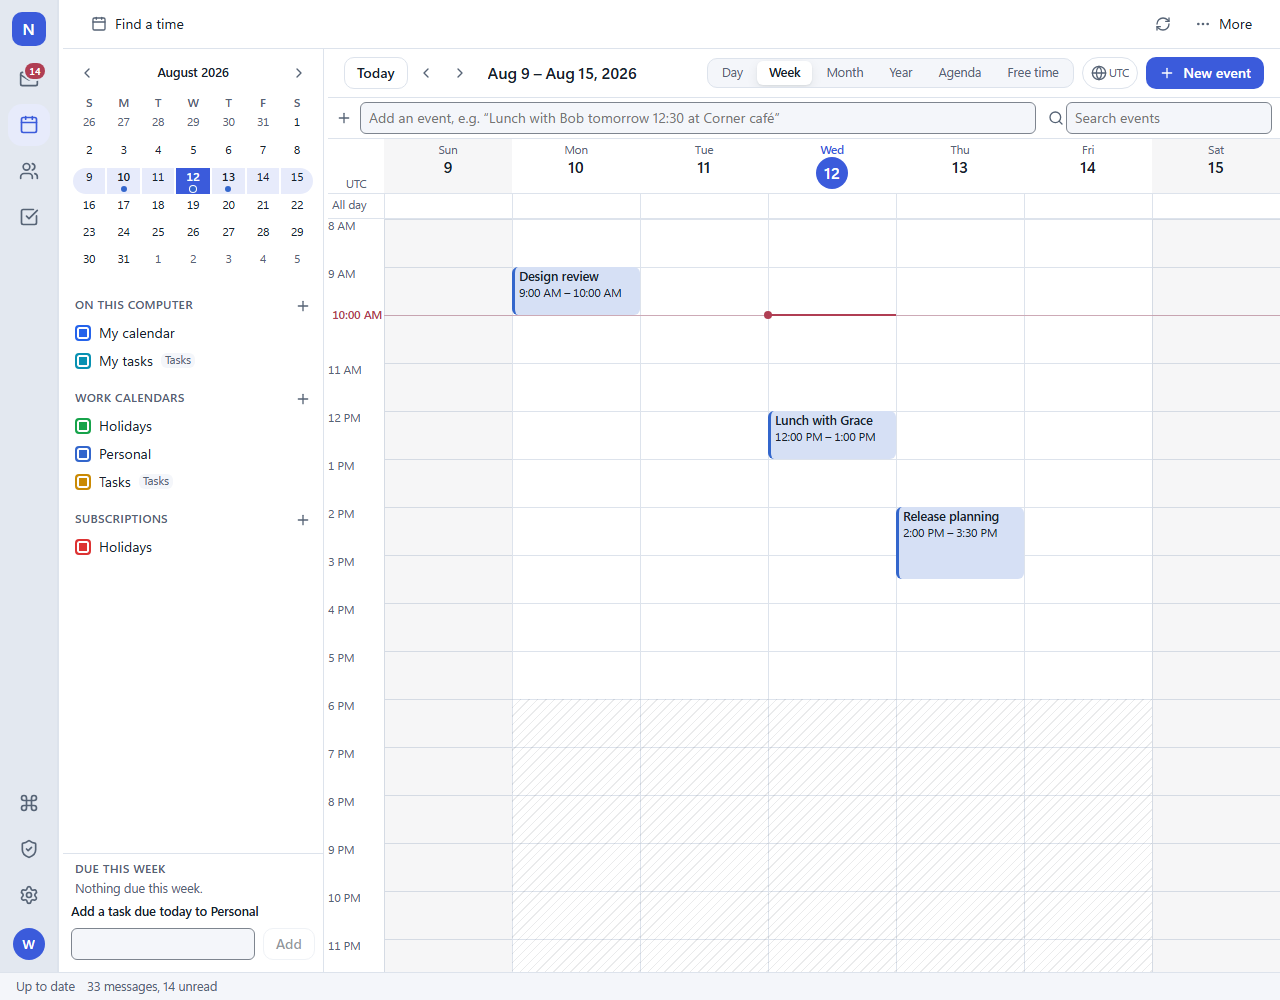 N
Find a time
More
14
August 2026
S M T W T F S
26 27 28 29 30 31 1
2 3 4 5 6 7 8
9 10 11 12 13 14 15
16 17 18 19 20 21 22
23 24 25 26 27 28 29
30 31 1 2 3 4 5
ON THIS COMPUTER
My calendar
My tasks Tasks
WORK CALENDARS
Holidays
Personal
Tasks Tasks
SUBSCRIPTIONS
Holidays
DUE THIS WEEK
Nothing due this week.
Add a task due today to Personal
Add
W
Today
Aug 9 – Aug 15, 2026
Day Week Month Year Agenda Free time
UTC
New event
Add an event, e.g. “Lunch with Bob tomorrow 12:30 at Corner café”
Search events
Sun Mon Tue Wed Thu Fri Sat
9 10 11 12 13 14 15
UTC
All day
8 AM
9 AM
Design review
9:00 AM – 10:00 AM
10:00 AM
11 AM
12 PM
Lunch with Grace
12:00 PM – 1:00 PM
1 PM
2 PM
Release planning
2:00 PM – 3:30 PM
3 PM
4 PM
5 PM
6 PM
7 PM
8 PM
9 PM
10 PM
11 PM
Up to date 33 messages, 14 unread